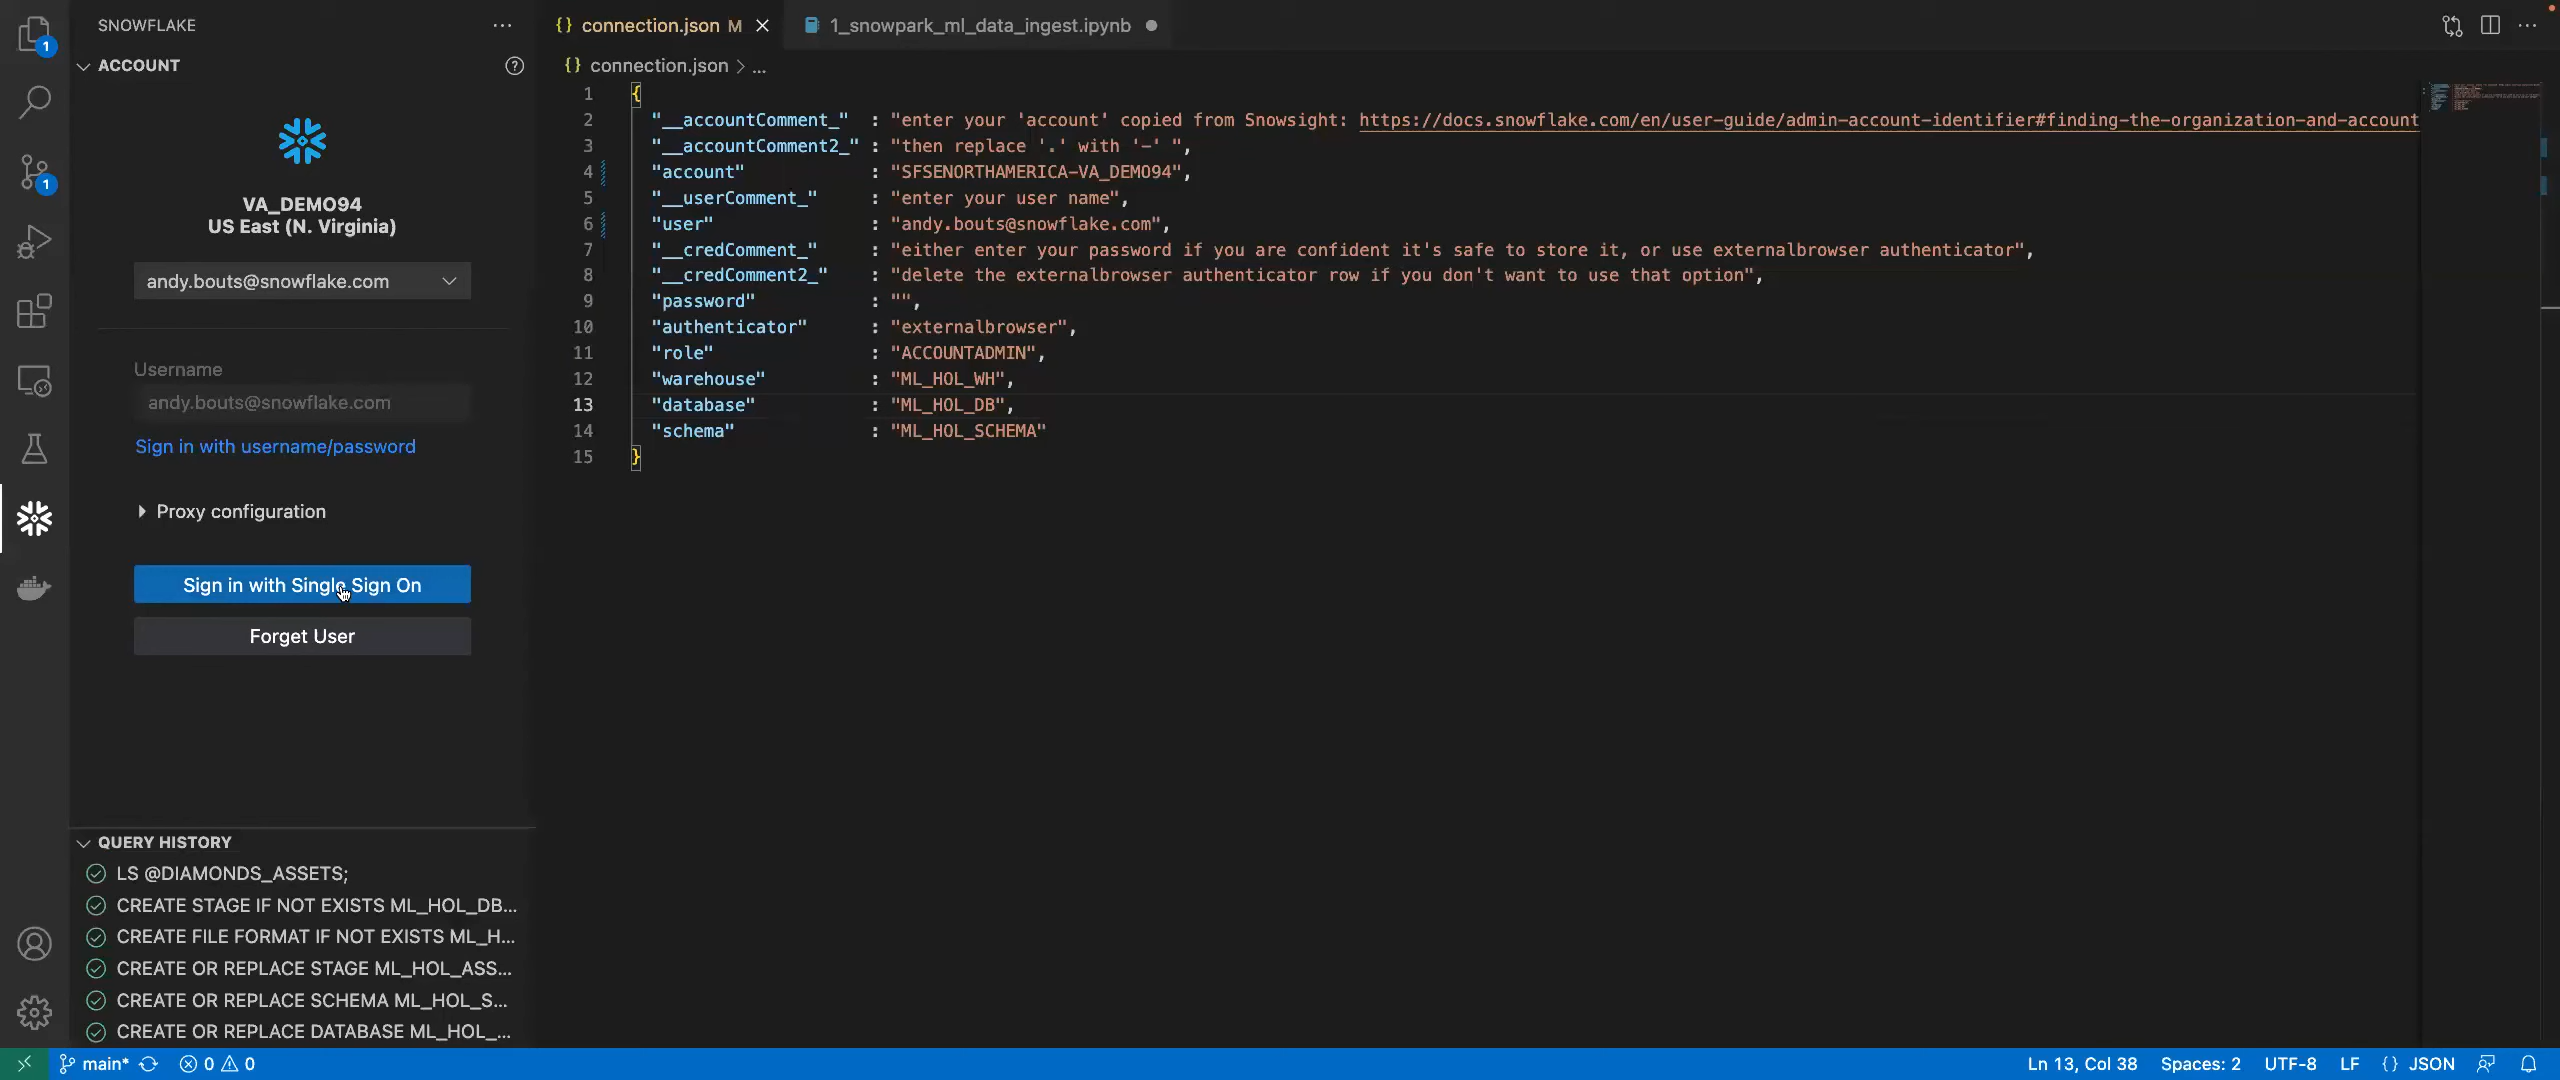 SNOWFLAKE
ACCOUNT
VA_DEMO94
US East (N. Virginia)
andy.bouts@snowflake.com
Username
andy.bouts@snowflake.com
Sign in with username/password
Proxy configuration
Sign in with Single Sign On
Forget User
QUERY HISTORY
LS @DIAMONDS_ASSETS;
CREATE STAGE IF NOT EXISTS ML_HOL_DB...
CREATE FILE FORMAT IF NOT EXISTS ML_H...
CREATE OR REPLACE STAGE ML_HOL_ASS...
CREATE OR REPLACE SCHEMA ML_HOL_S...
CREATE OR REPLACE DATABASE ML_HOL_...
1
1
{} connection.json M
1_snowpark_ml_data_ingest.ipynb
{} connection.json > ...
1 {
2 "__accountComment_" : "enter your 'account' copied from Snowsight: https://docs.snowflake.com/en/user-guide/admin-account-identifier#finding-the-organization-and-account
3 "__accountComment2_" : "then replace '.' with '-' ",
4 "account" : "SFSENORTHAMERICA-VA_DEMO94",
5 "__userComment_" : "enter your user name",
6 "user" : "andy.bouts@snowflake.com",
7 "__credComment_" : "either enter your password if you are confident it's safe to store it, or use externalbrowser authenticator",
8 "__credComment2_" : "delete the externalbrowser authenticator row if you don't want to use that option",
9 "password" : "",
10 "authenticator" : "externalbrowser",
11 "role" : "ACCOUNTADMIN",
12 "warehouse" : "ML_HOL_WH",
13 "database" : "ML_HOL_DB",
14 "schema" : "ML_HOL_SCHEMA"
15 }
main* 0 0 Ln 13, Col 38 Spaces: 2 UTF-8 LF {} JSON